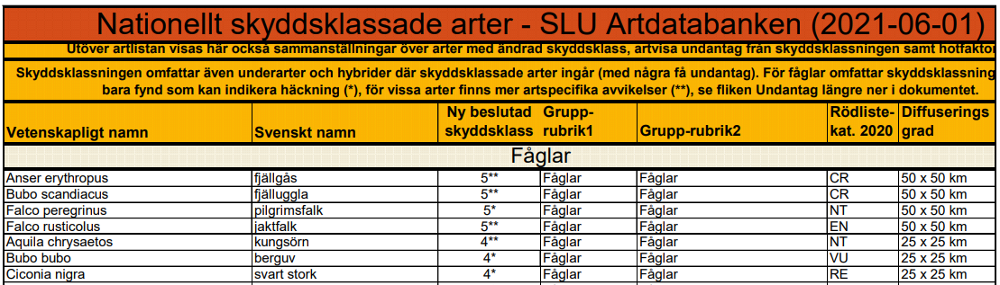 Nationellt skyddsklassade arter - SLU Artdatabanken (2021-06-01)
Utöver artlistan visas här också sammanställningar över arter med ändrad skyddsklass, artvisa undantag från skyddsklassningen samt hotfakto
Skyddsklassningen omfattar även underarter och hybrider där skyddsklassade arter ingår (med några få undantag). För fåglar omfattar skyddsklassning
bara fynd som kan indikera häckning (*), för vissa arter finns mer artspecifika avvikelser (**), se fliken Undantag längre ner i dokumentet.
Vetenskapligt namn Svenskt namn Ny beslutad skyddsklass Grupp-rubrik1 Grupp-rubrik2 Rödliste-kat. 2020 Diffuserings grad
Fåglar
Anser erythropus fjällgås 5** Fåglar Fåglar CR 50 x 50 km
Bubo scandiacus fjälluggla 5** Fåglar Fåglar CR 50 x 50 km
Falco peregrinus pilgrimsfalk 5* Fåglar Fåglar NT 50 x 50 km
Falco rusticolus jaktfalk 5** Fåglar Fåglar EN 50 x 50 km
Aquila chrysaetos kungsörn 4** Fåglar Fåglar NT 25 x 25 km
Bubo bubo berguv 4* Fåglar Fåglar VU 25 x 25 km
Ciconia nigra svart stork 4* Fåglar Fåglar RE 25 x 25 km